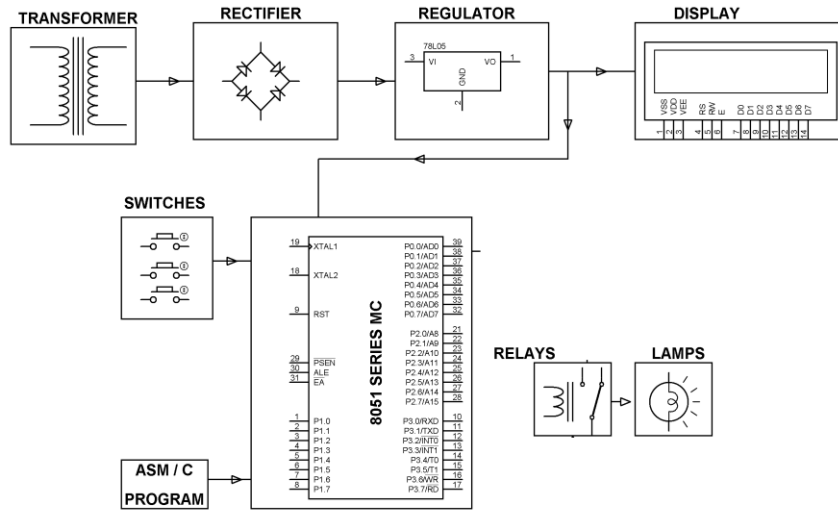 TRANSFORMER
RECTIFIER
REGULATOR
DISPLAY
78L05
3 VI VO 1
GND
2
VSS VDD VEE RS RW E D0 D1 D2 D3 D4 D5 D6 D7
1 2 3 4 5 6 7 8 9 10 11 12 13 14
SWITCHES
19 XTAL1
18 XTAL2
9 RST
29 PSEN
30 ALE
31 EA
1 P1.0
2 P1.1
3 P1.2
4 P1.3
5 P1.4
6 P1.5
7 P1.6
8 P1.7
8051 SERIES MC
P0.0/AD0 39
P0.1/AD1 38
P0.2/AD2 37
P0.3/AD3 36
P0.4/AD4 35
P0.5/AD5 34
P0.6/AD6 33
P0.7/AD7 32
P2.0/A8 21
P2.1/A9 22
P2.2/A10 23
P2.3/A11 24
P2.4/A12 25
P2.5/A13 26
P2.6/A14 27
P2.7/A15 28
P3.0/RXD 10
P3.1/TXD 11
P3.2/INT0 12
P3.3/INT1 13
P3.4/T0 14
P3.5/T1 15
P3.6/WR 16
P3.7/RD 17
RELAYS
LAMPS
ASM / C
PROGRAM